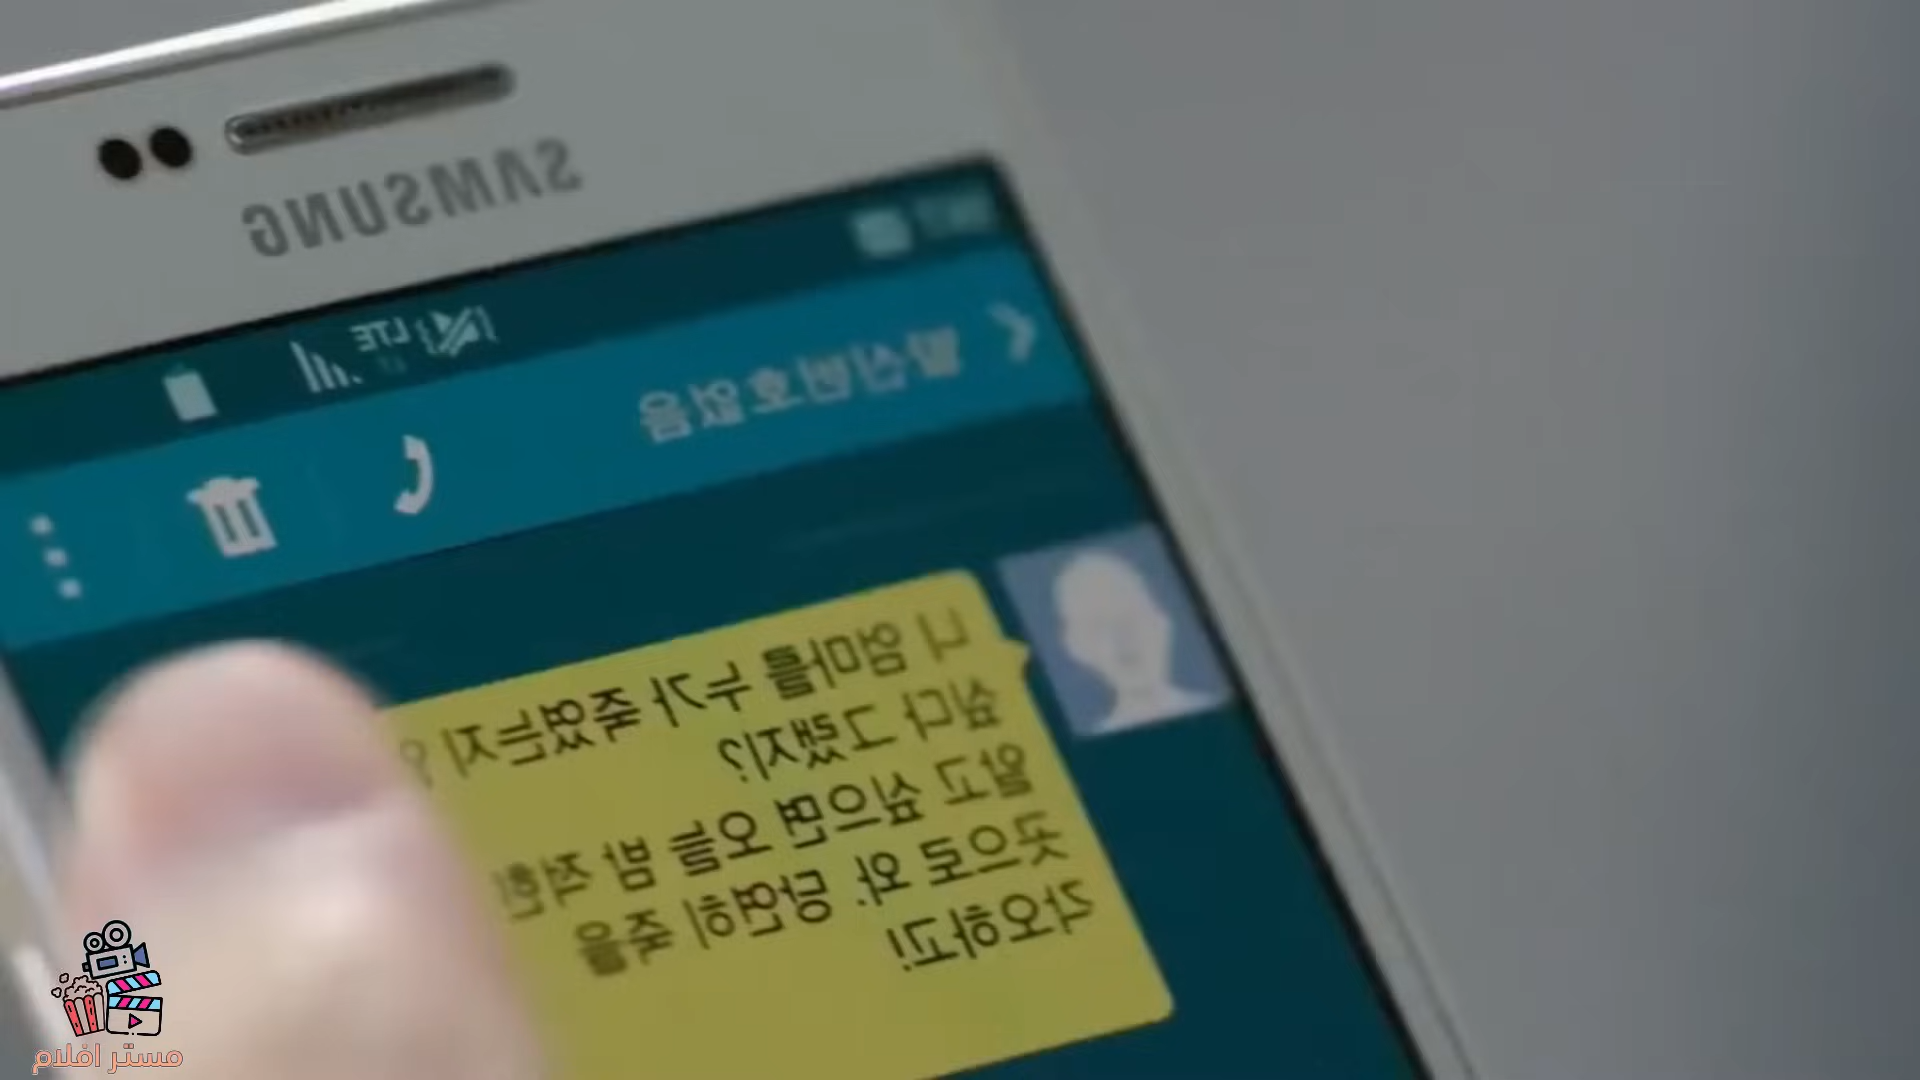 SAMSUNG
LTE
발신번호없음
니 엄마를 누가 죽였는지
싶다 그랬지?
알고 싶으면 오늘 밤 적힌
곳으로 와. 당연히 죽을
각오하고!
مستر افلام